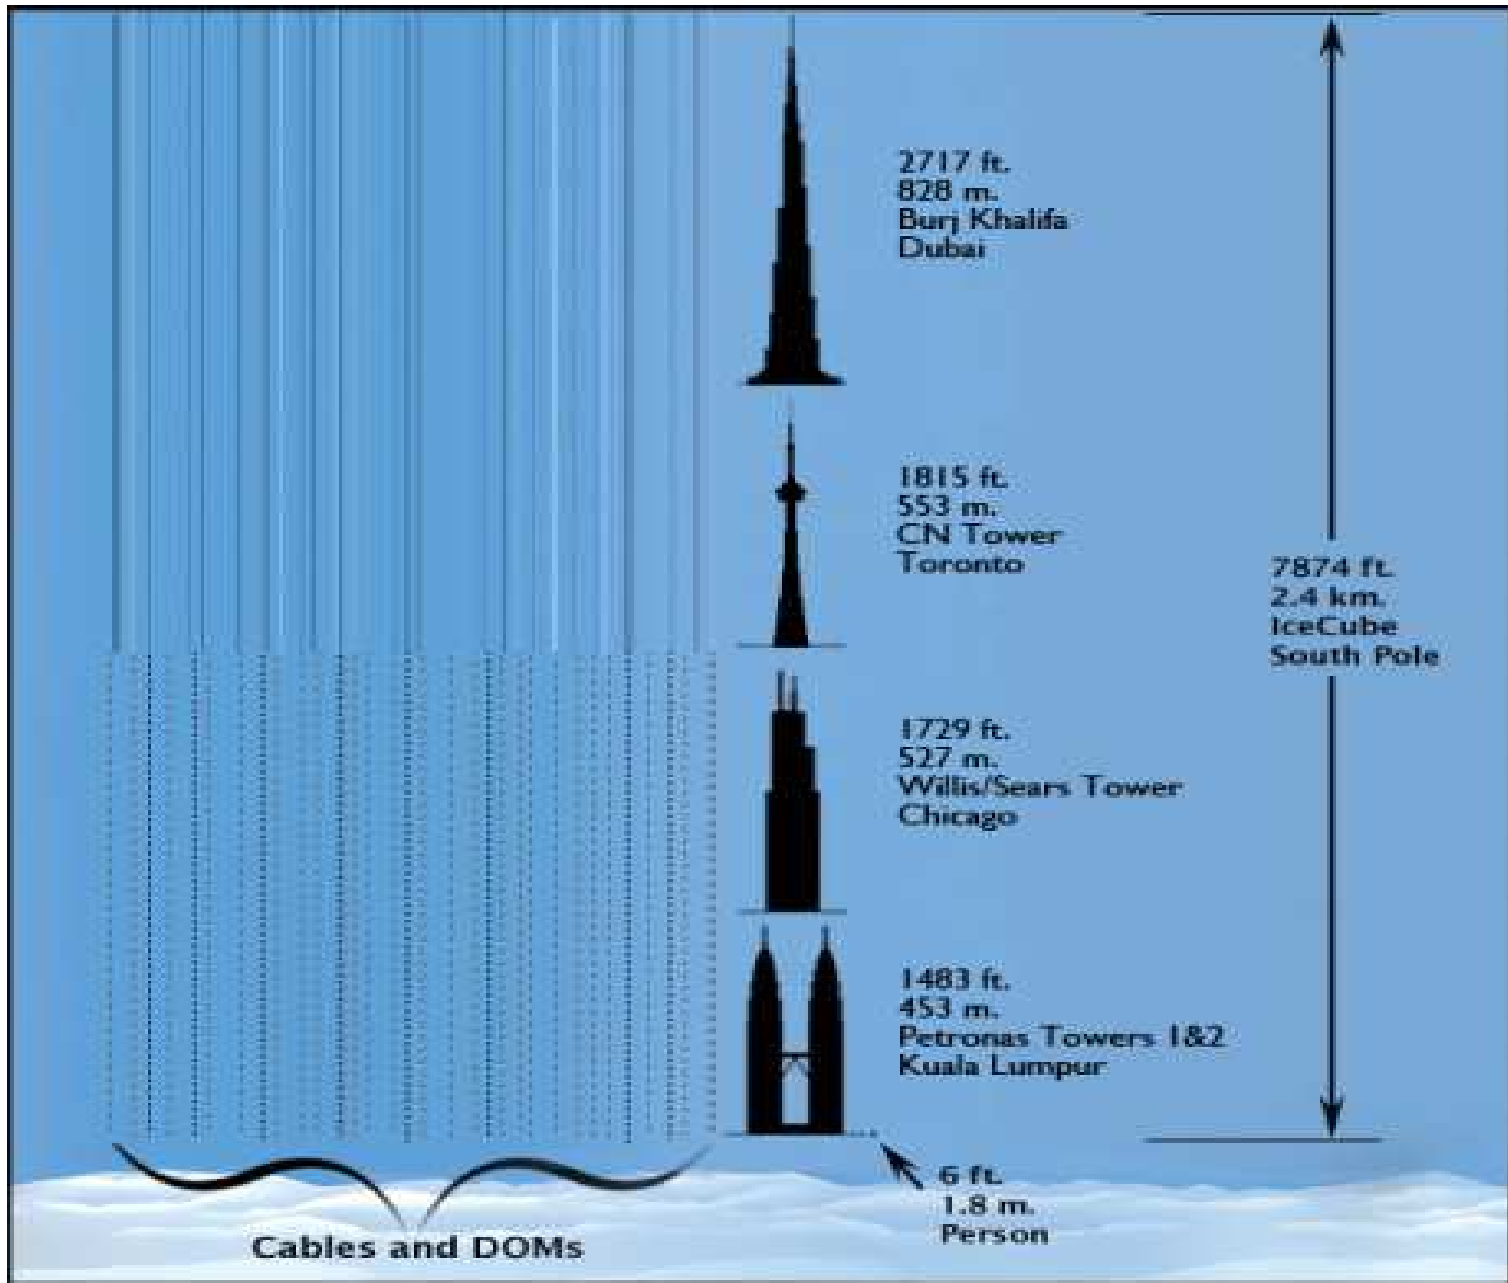 2717 ft.
828 m.
Burj Khalifa
Dubai
1815 ft.
553 m.
CN Tower
Toronto
7874 ft.
2.4 km.
IceCube
South Pole
1729 ft.
527 m.
Willis/Sears Tower
Chicago
1483 ft.
453 m.
Petronas Towers 1&2
Kuala Lumpur
6 ft.
1.8 m.
Person
Cables and DOMs